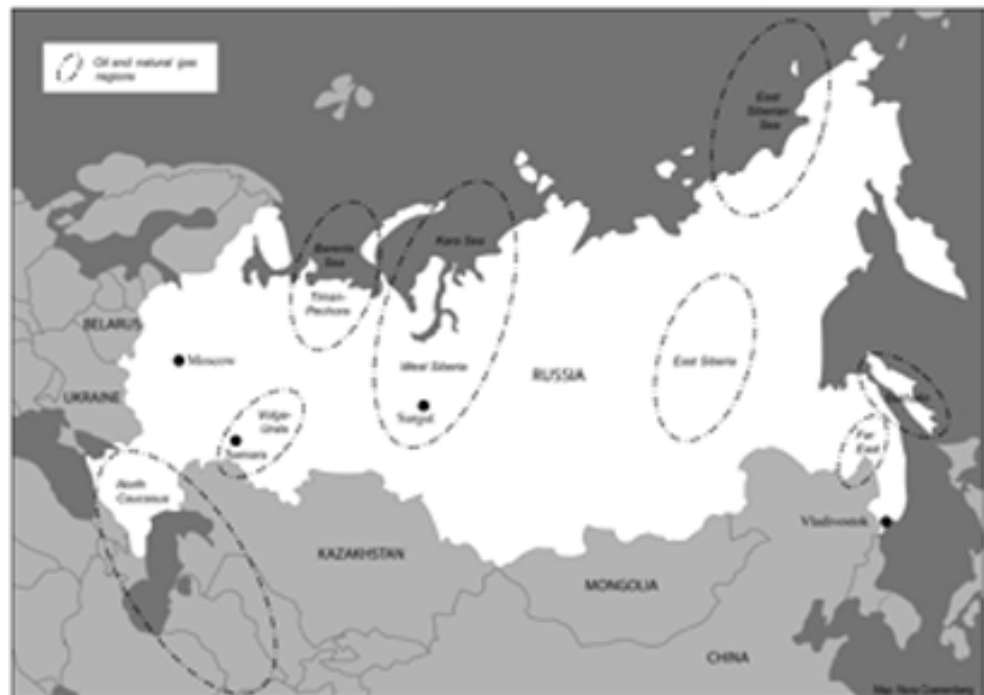 Oil and natural gas
regions
East
Siberian
Sea
Barents
Sea
Kara Sea
Timan-
Pechora
BELARUS
Moscow
West Siberia
RUSSIA
East Siberia
UKRAINE
Surgut
Sakhalin
Volga-
Urals
Samara
Far
East
North
Caucasus
Vladivostok
KAZAKHSTAN
MONGOLIA
CHINA